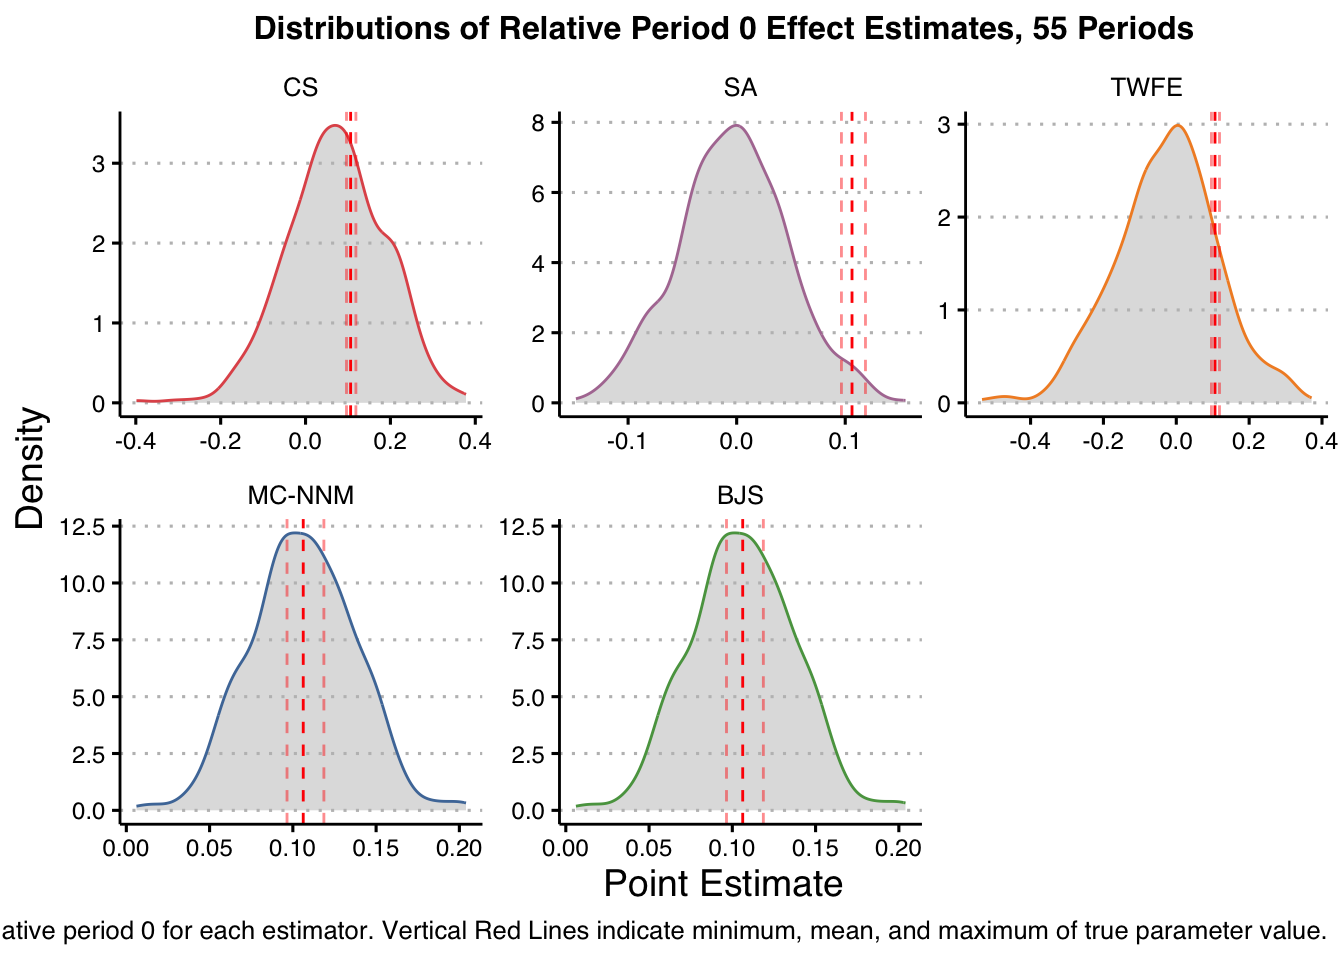 Distributions of Relative Period 0 Effect Estimates, 55 Periods
CS
SA
TWFE
3
2
1
0
-0.4 -0.2 0.0 0.2 0.4
8
6
4
2
0
-0.1 0.0 0.1
3
2
1
0
-0.4 -0.2 0.0 0.2 0.4
Density
MC-NNM
BJS
12.5
10.0
7.5
5.0
2.5
0.0
0.00 0.05 0.10 0.15 0.20
12.5
10.0
7.5
5.0
2.5
0.0
0.00 0.05 0.10 0.15 0.20
Point Estimate
ative period 0 for each estimator. Vertical Red Lines indicate minimum, mean, and maximum of true parameter value.